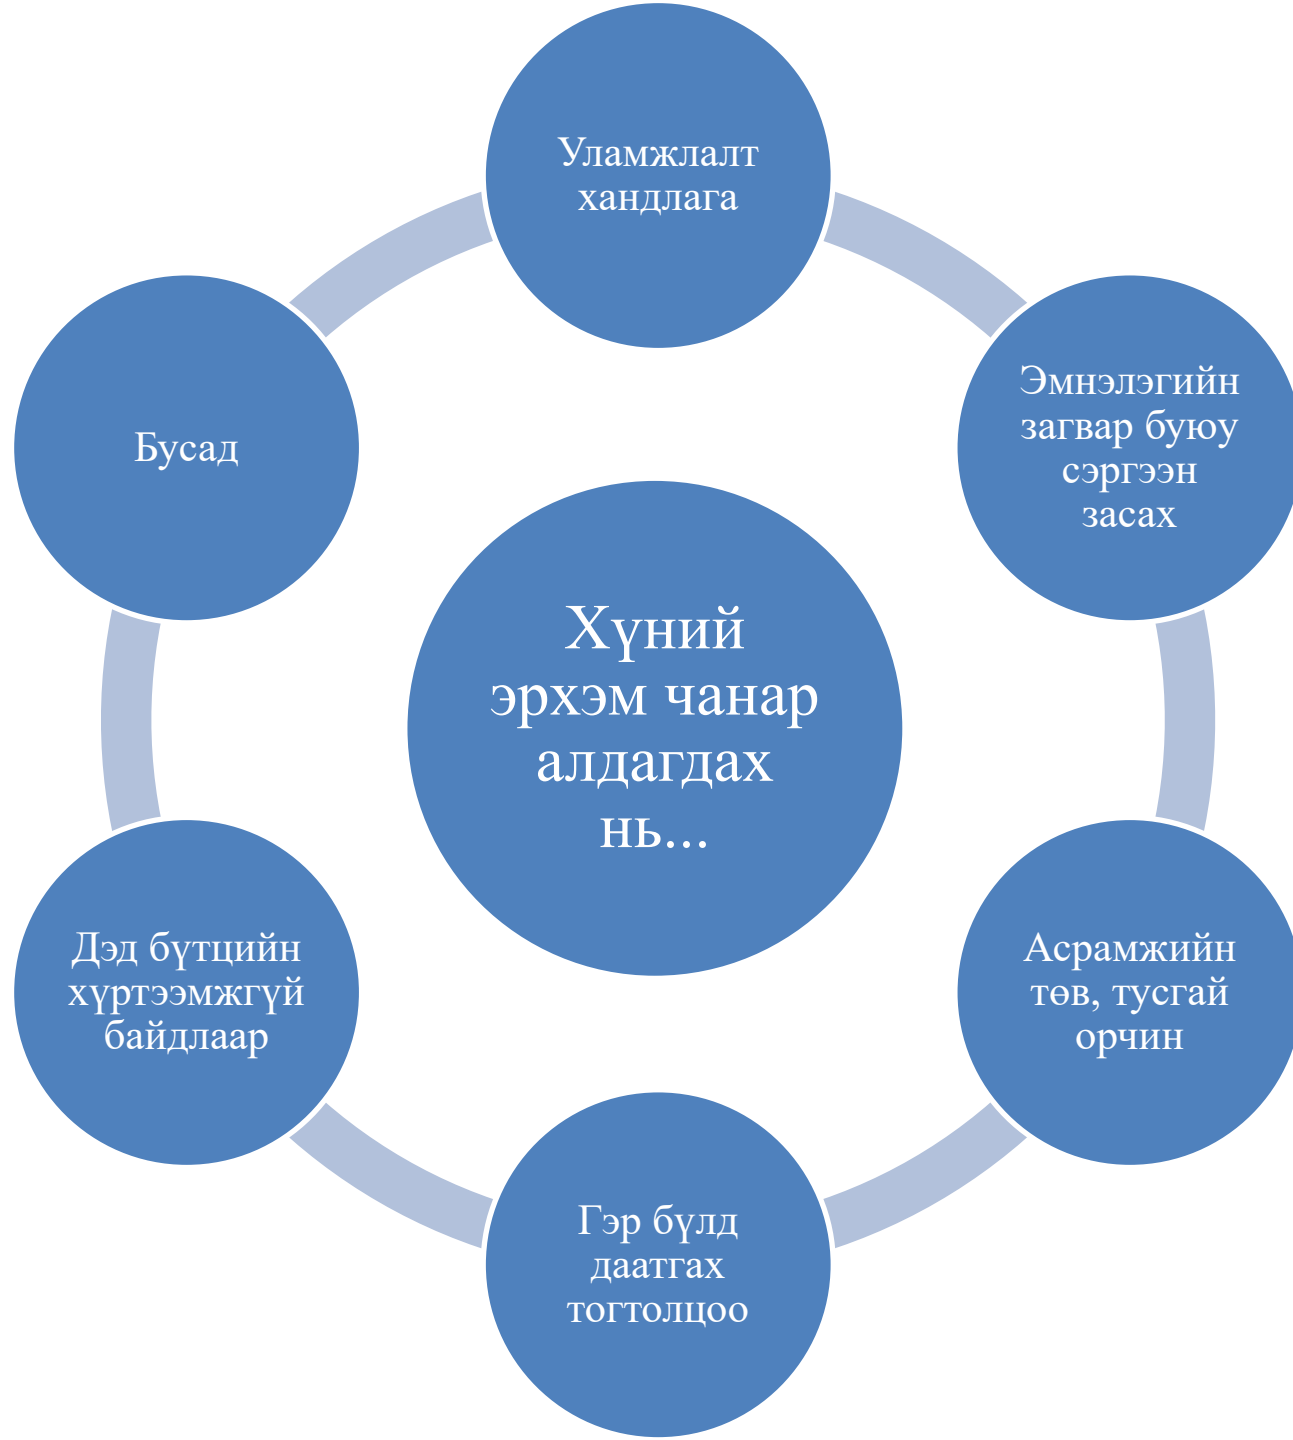 Уламжлалт
хандлага
Эмнэлэгийн
загвар буюу
сэргээн
засах
Асрамжийн
төв, тусгай
орчин
Гэр бүлд
даатгах
тогтолцоо
Дэд бүтцийн
хүртээмжгүй
байдлаар
Бусад
Хүний
эрхэм чанар
алдагдах
нь...